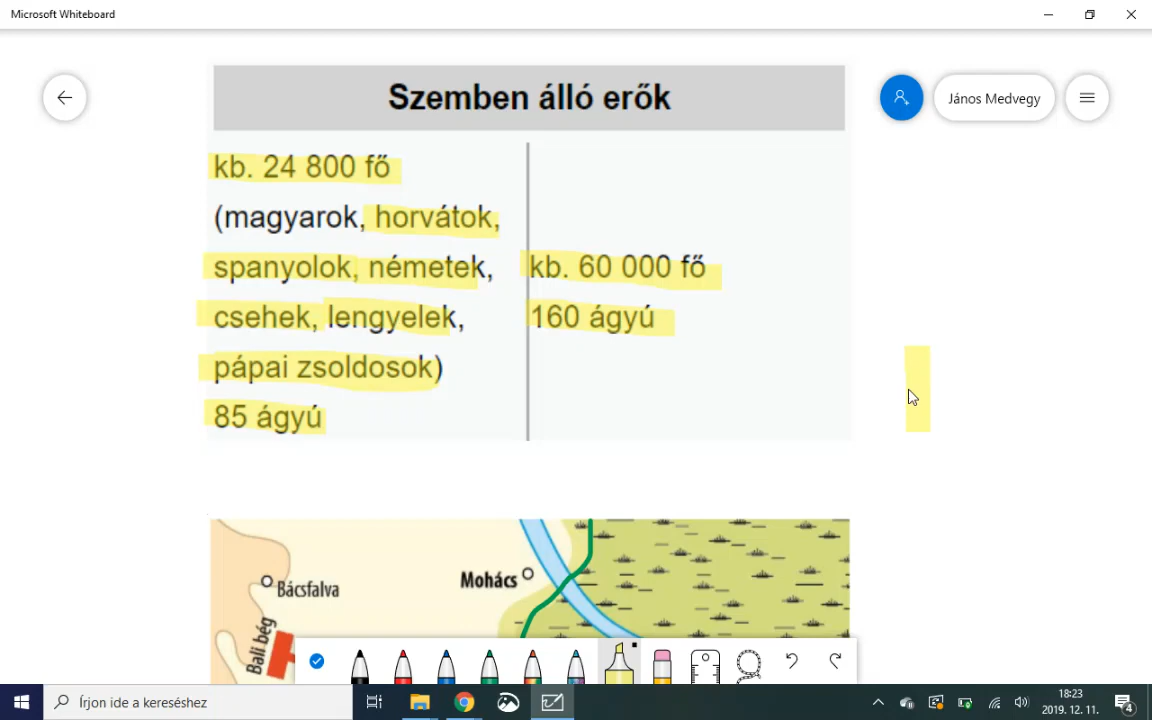 Microsoft Whiteboard
Szemben álló erők
János Medvegy
kb. 24 800 fő
(magyarok, horvátok,
spanyolok, németek,
csehek, lengyelek,
pápai zsoldosok)
85 ágyú
kb. 60 000 fő
160 ágyú
Mohács
Bácsfalva
Bali bég
Írjon ide a kereséshez
18:23
2019. 12. 11.
4